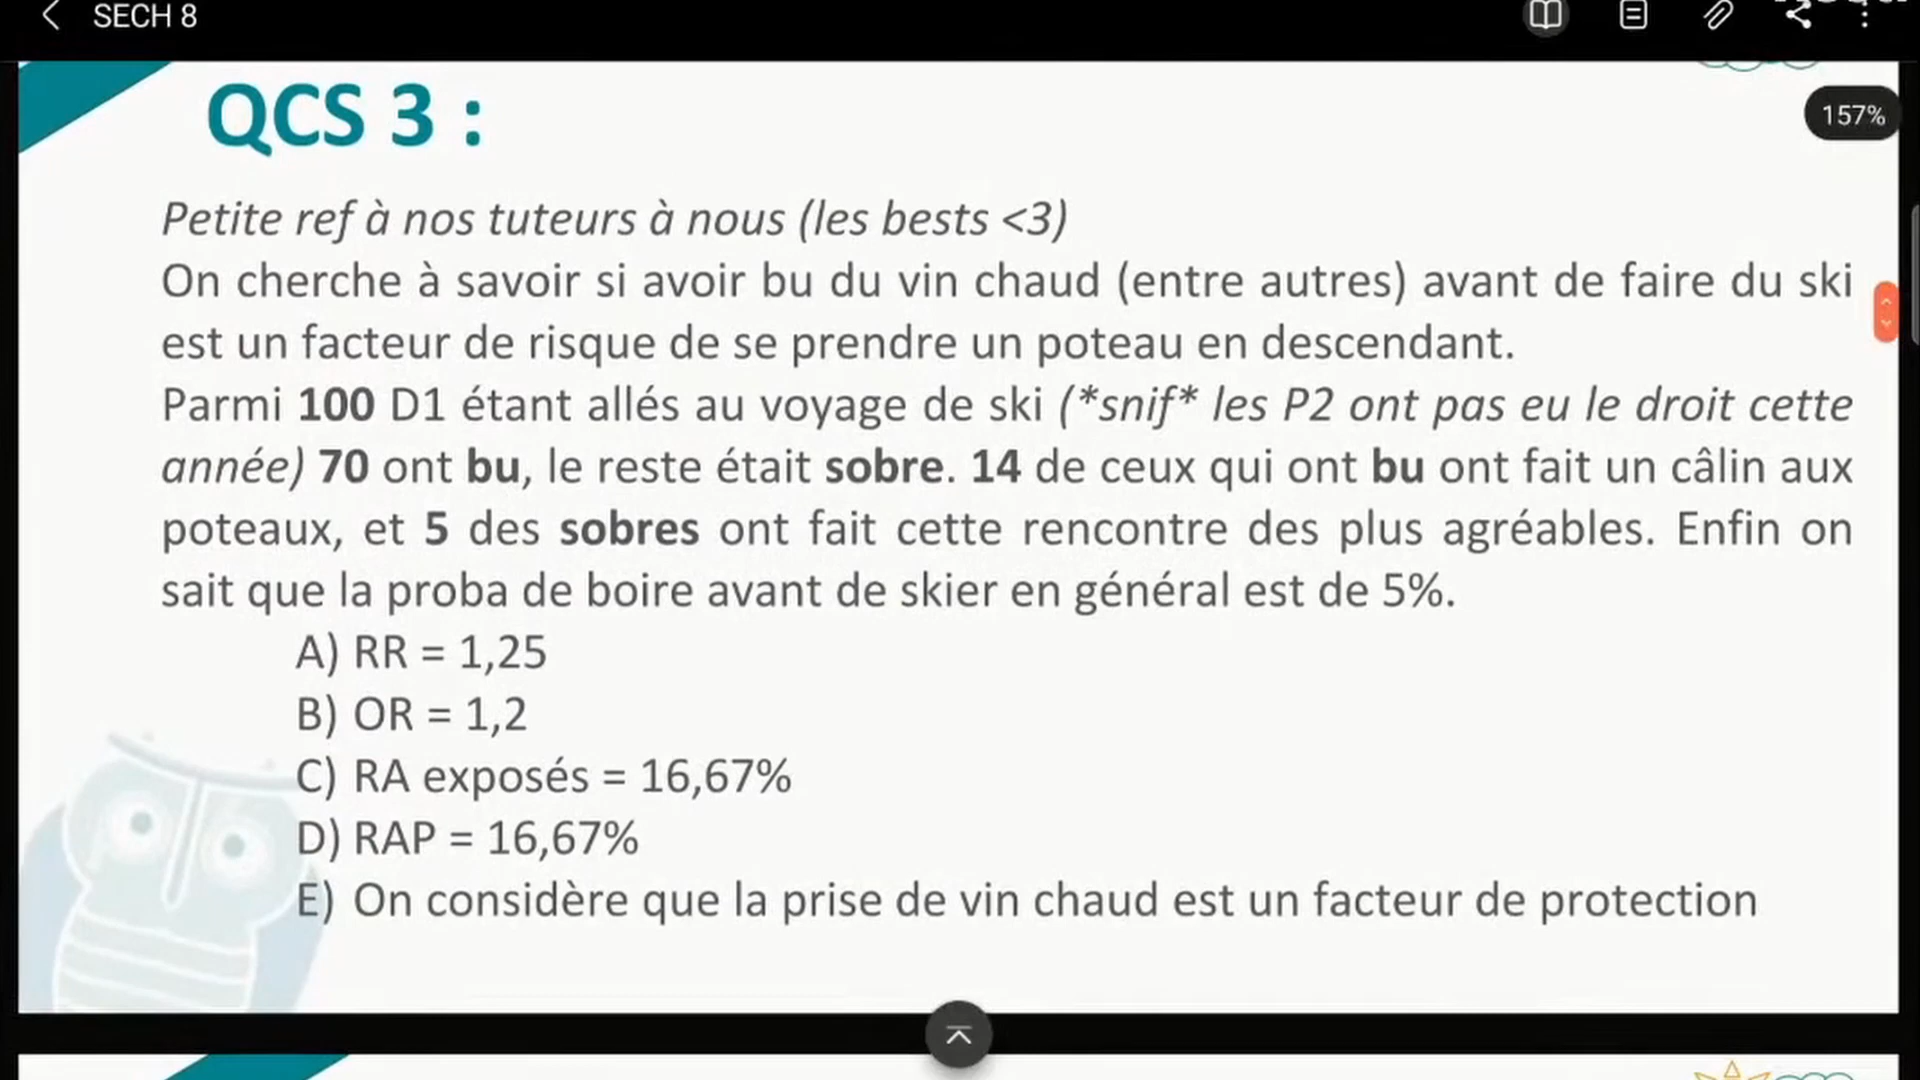 SECH 8
157%
QCS 3 :
Petite ref à nos tuteurs à nous (les bests <3)
On cherche à savoir si avoir bu du vin chaud (entre autres) avant de faire du ski
est un facteur de risque de se prendre un poteau en descendant.
Parmi 100 D1 étant allés au voyage de ski (*snif* les P2 ont pas eu le droit cette
année) 70 ont bu, le reste était sobre. 14 de ceux qui ont bu ont fait un câlin aux
poteaux, et 5 des sobres ont fait cette rencontre des plus agréables. Enfin on
sait que la proba de boire avant de skier en général est de 5%.
A) RR = 1,25
B) OR = 1,2
C) RA exposés = 16,67%
D) RAP = 16,67%
E) On considère que la prise de vin chaud est un facteur de protection